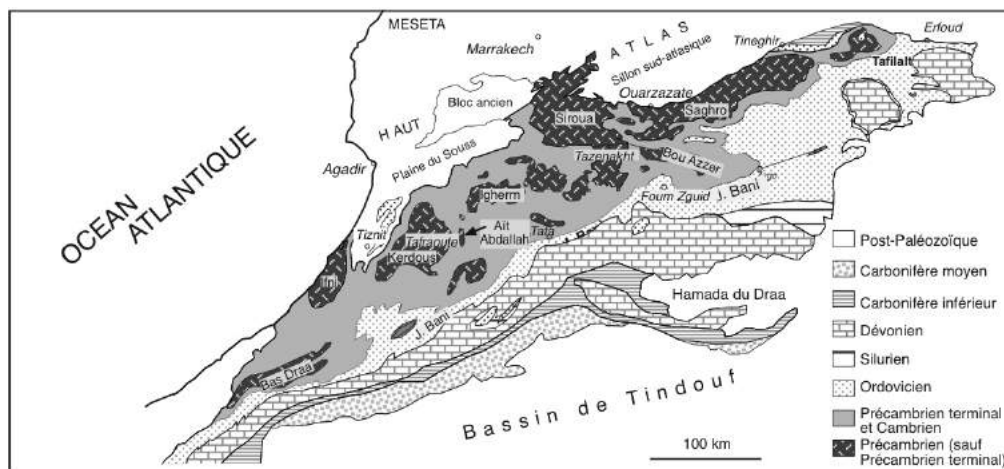 MESETA
Marrakech
ATLAS
Sillon sud-atlasique
Tineghir
Erfoud
Tafilalt
Bloc ancien
Ouarzazate
HAUT
Siroua
Saghro
OCEAN
ATLANTIQUE
Plaine du Souss
Agadir
Tazenakht
Bou Azzer
Igherm
Foum Zguid
J. Bani
Tiznit
Tafraoute
Aït
Abdallah
Tata
Kerdous
Ifni
Hamada du Draa
J. Bani
Bas Draa
Bassin de Tindouf
100 km
Post-Paléozoïque
Carbonifère moyen
Carbonifère inférieur
Dévonien
Silurien
Ordovicien
Précambrien terminal
et Cambrien
Précambrien (sauf
Précambrien terminal)